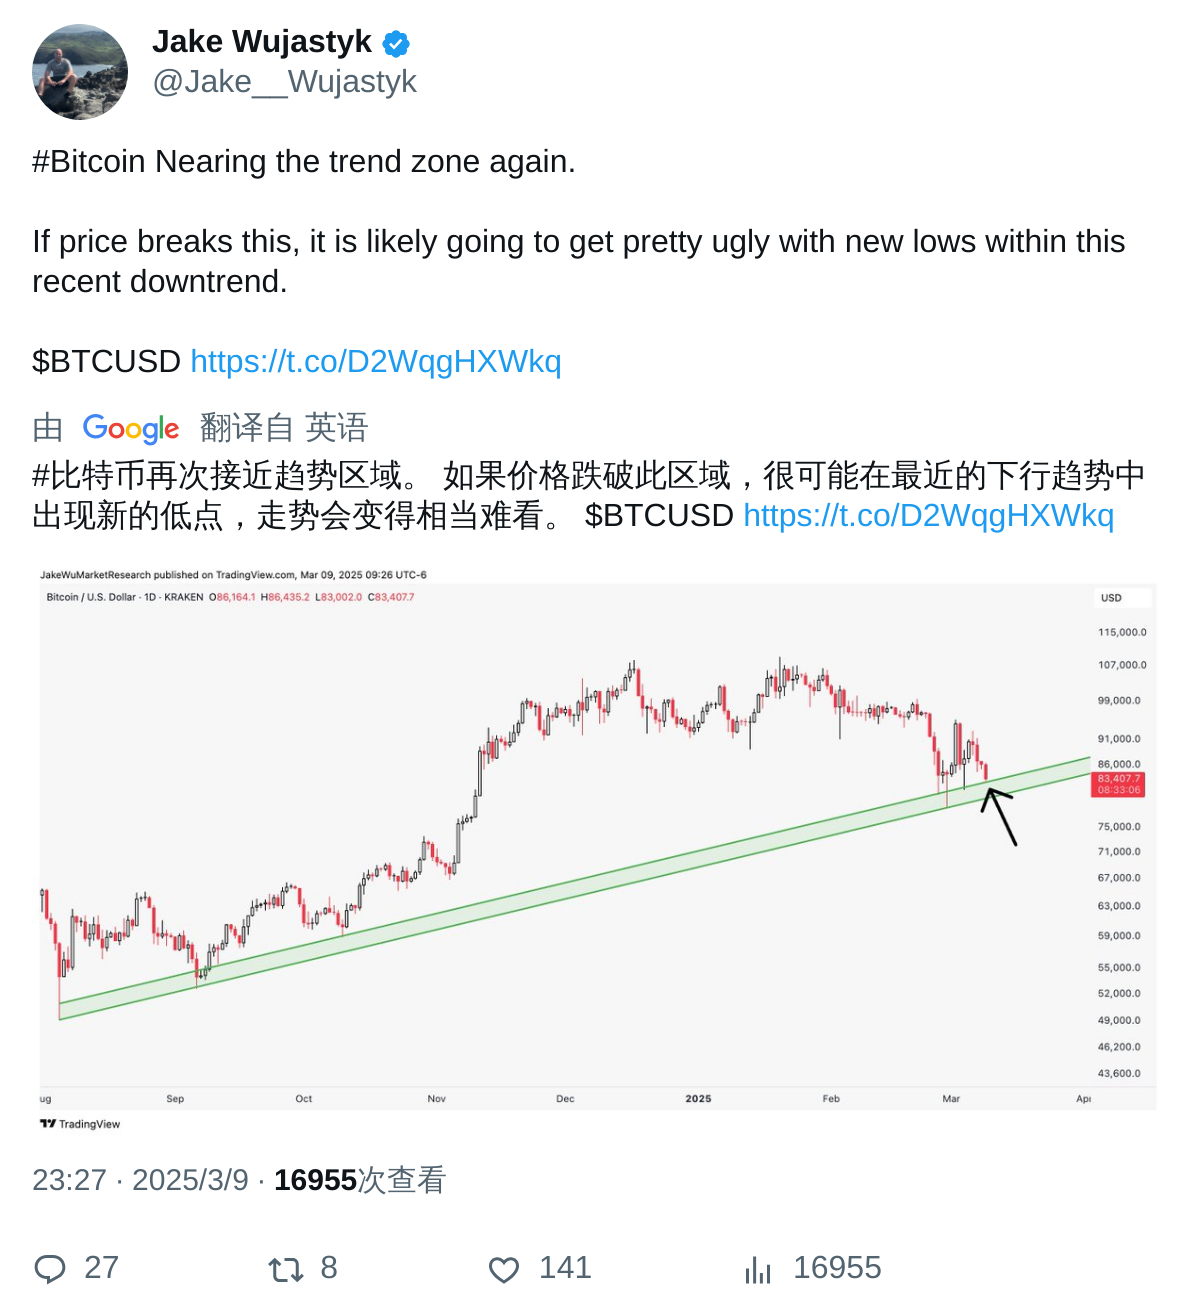 Jake Wujastyk
@Jake__Wujastyk
#Bitcoin Nearing the trend zone again.
If price breaks this, it is likely going to get pretty ugly with new lows within this
recent downtrend.
$BTCUSD https://t.co/D2WqgHXWkq
由 Google 翻译自 英语
#比特币再次接近趋势区域。 如果价格跌破此区域，很可能在最近的下行趋势中
出现新的低点，走势会变得相当难看。 $BTCUSD https://t.co/D2WqgHXWkq
JakeWuMarketResearch published on TradingView.com, Mar 09, 2025 09:26 UTC-6
Bitcoin / U.S. Dollar · 1D · KRAKEN O86,164.1 H86,435.2 L83,002.0 C83,407.7
USD
115,000.0
107,000.0
99,000.0
91,000.0
86,000.0
83,407.7
08:33:06
75,000.0
71,000.0
67,000.0
63,000.0
59,000.0
55,000.0
52,000.0
49,000.0
46,200.0
43,600.0
ug Sep Oct Nov Dec 2025 Feb Mar Apr
TradingView
23:27 · 2025/3/9 · 16955次查看
27 8 141 16955